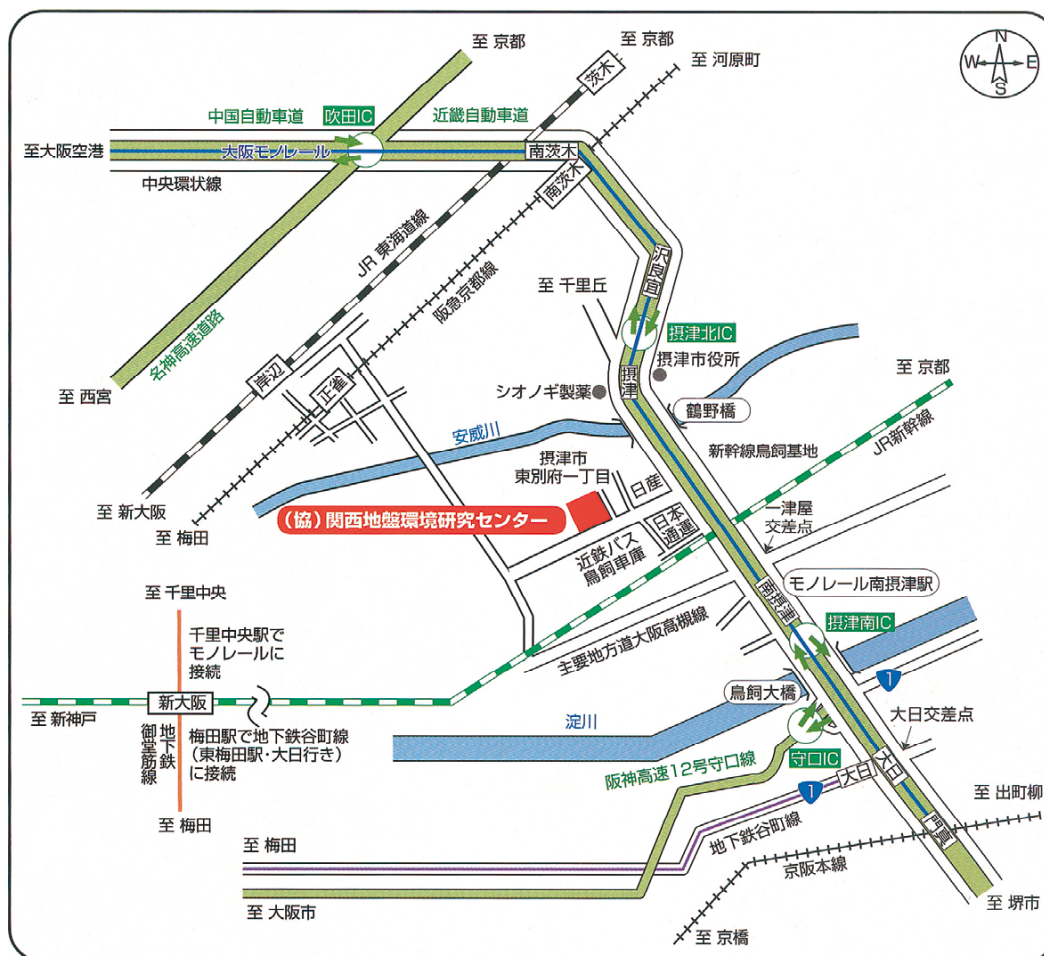 至 京都
至 京都
至 河原町
N
W
E
S
茨木
中国自動車道
吹田IC
近畿自動車道
至大阪空港
大阪モノレール
南茨木
中央環状線
南茨木
JR 東海道線
阪急京都線
沢良宜
至 千里丘
名神高速道路
摂津北IC
摂津市役所
至 西宮
岸辺
正雀
シオノギ製薬
摂津
至 京都
鶴野橋
安威川
新幹線鳥飼基地
JR新幹線
摂津市
東別府一丁目
日産
一津屋
交差点
至 新大阪
(協)関西地盤環境研究センター
日本
通運
至 梅田
近鉄バス
鳥飼車庫
モノレール南摂津駅
南摂津
至 千里中央
千里中央駅で
モノレールに
接続
主要地方道大阪高槻線
摂津南IC
1
新大阪
鳥飼大橋
至 新神戸
地下鉄
御堂筋線
梅田駅で地下鉄谷町線
(東梅田駅・大日行き)
に接続
淀川
大日交差点
守口IC
阪神高速12号守口線
大日
大日
1
至 出町柳
至 梅田
地下鉄谷町線
門真
至 梅田
京阪本線
至 大阪市
至 堺市
至 京橋